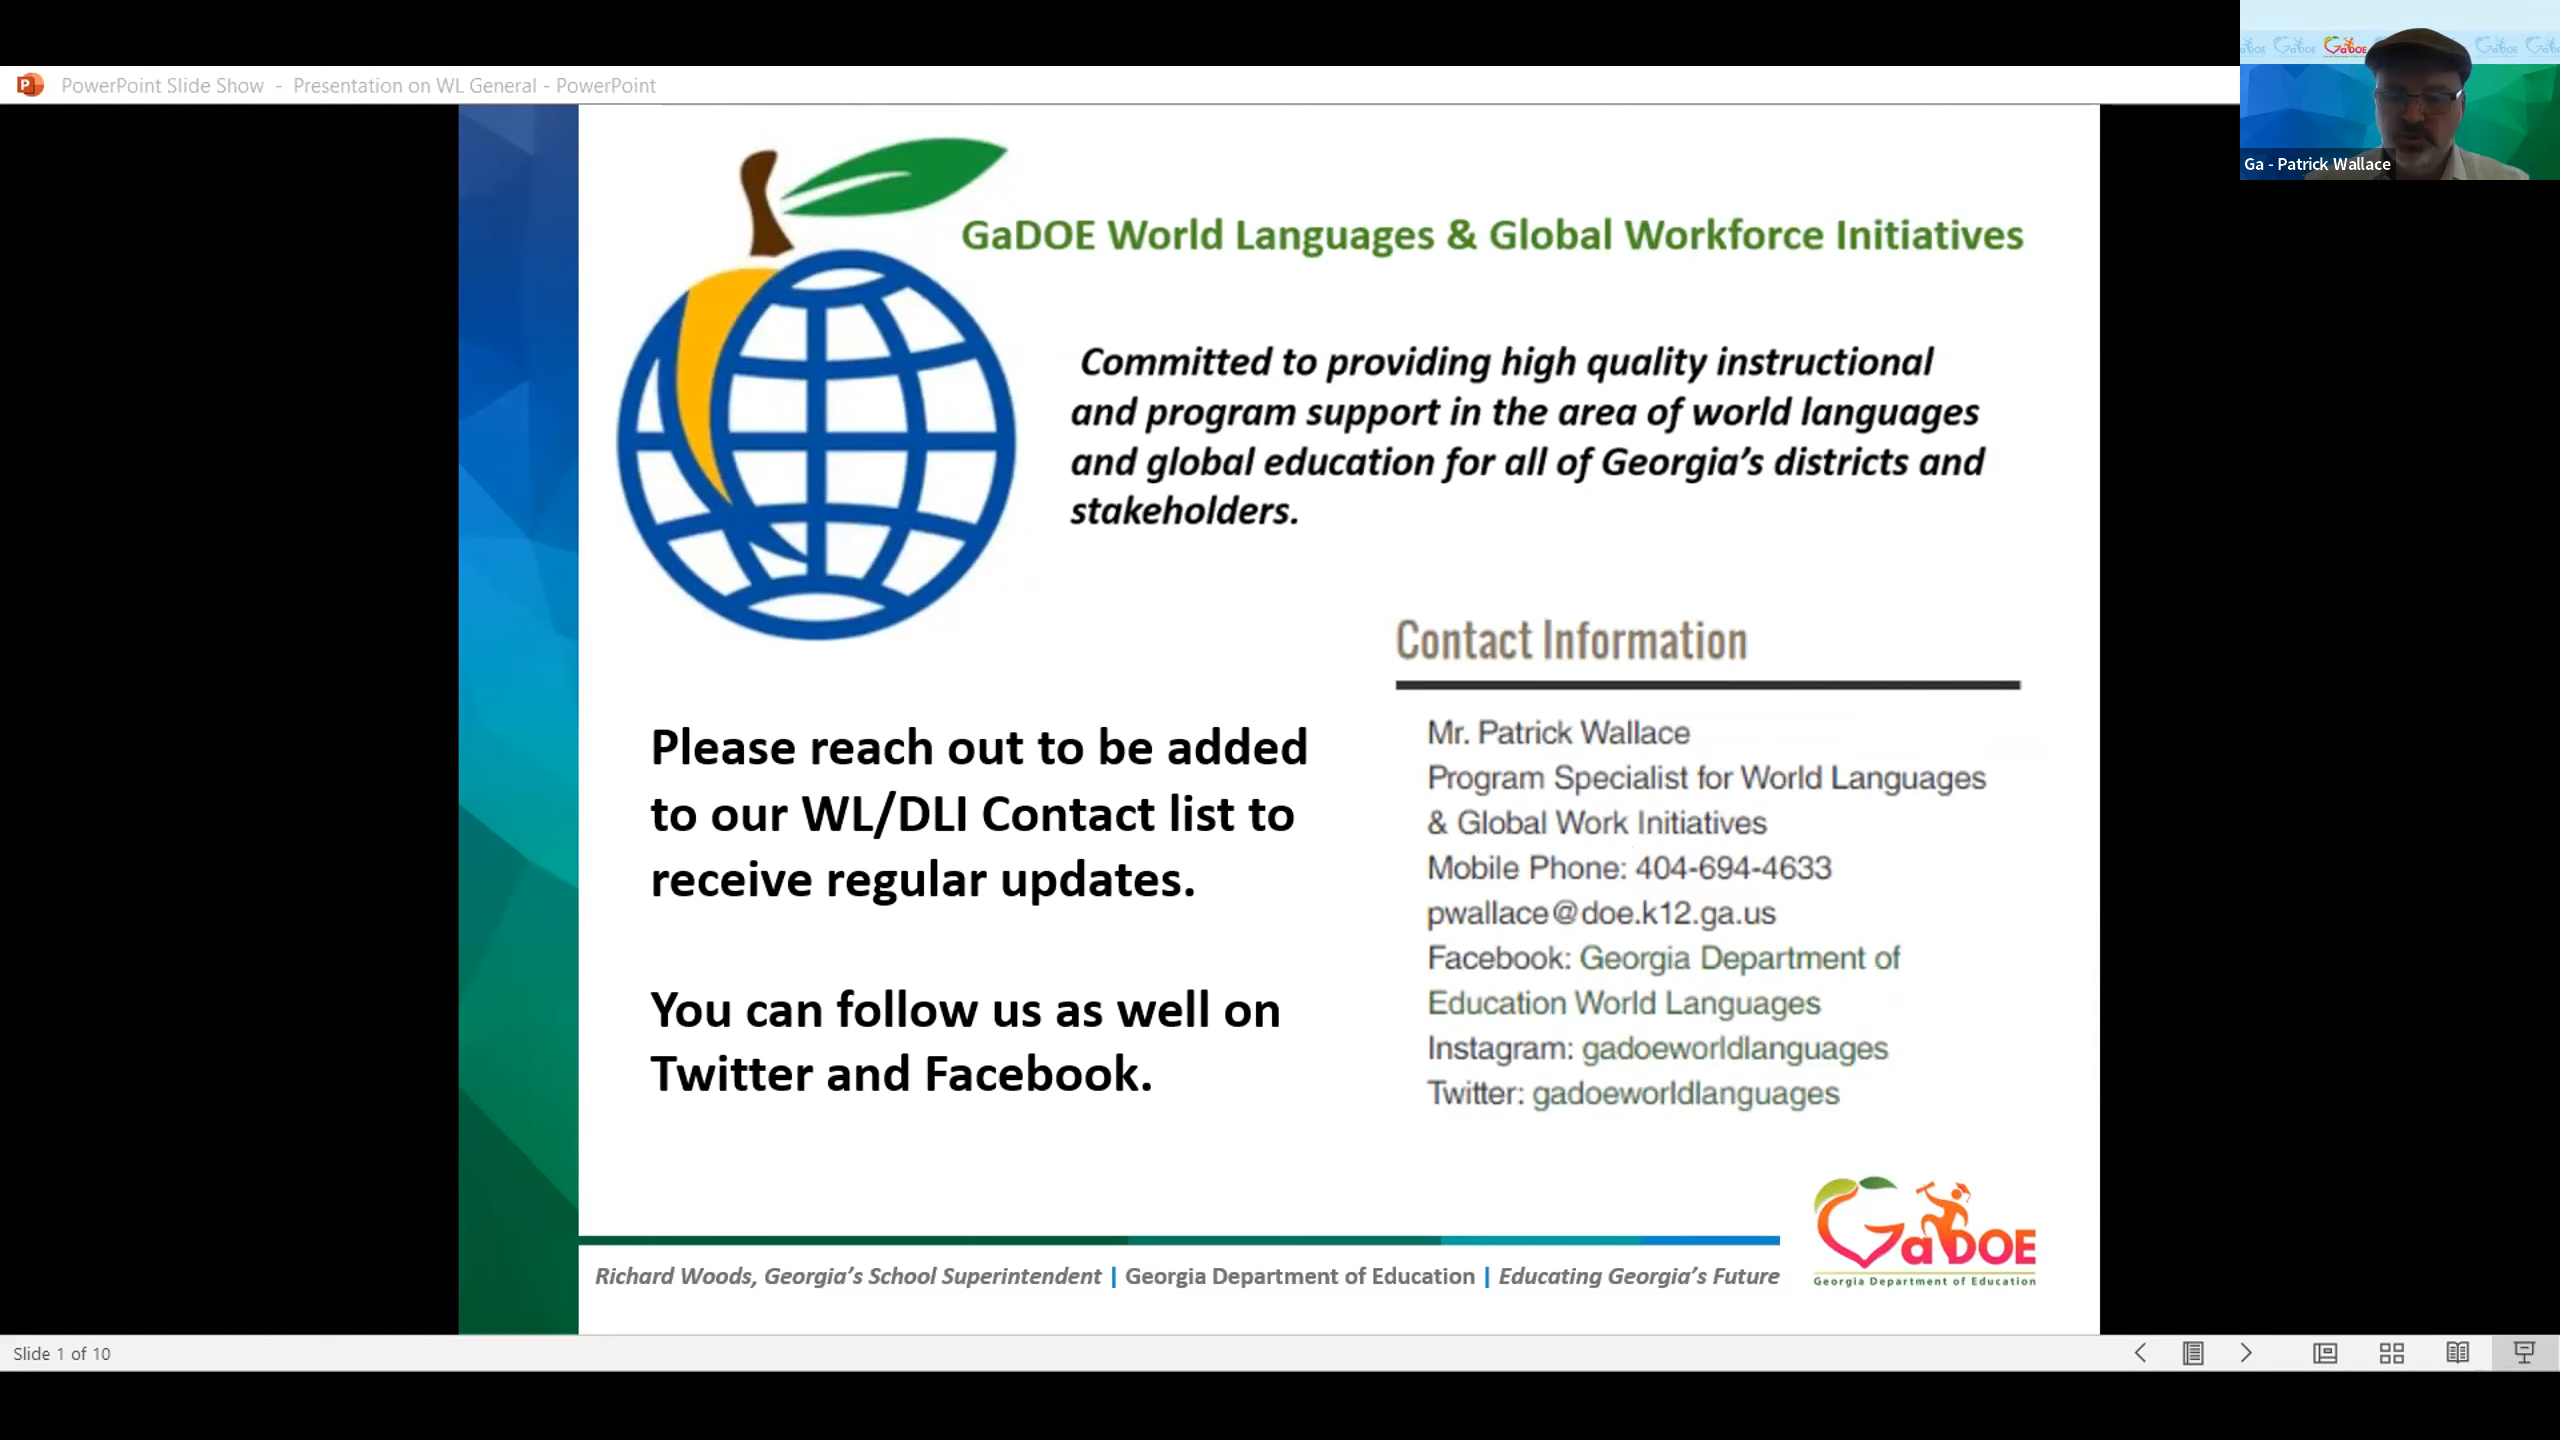 PowerPoint Slide Show - Presentation on WL General - PowerPoint
GaDOE
GaDOE
GaDOE
Ga - Patrick Wallace
GaDOE World Languages & Global Workforce Initiatives
Committed to providing high quality instructional
and program support in the area of world languages
and global education for all of Georgia’s districts and
stakeholders.
Please reach out to be added
to our WL/DLI Contact list to
receive regular updates.
You can follow us as well on
Twitter and Facebook.
Contact Information
Mr. Patrick Wallace
Program Specialist for World Languages
& Global Work Initiatives
Mobile Phone: 404-694-4633
pwallace@doe.k12.ga.us
Facebook: Georgia Department of
Education World Languages
Instagram: gadoeworldlanguages
Twitter: gadoeworldlanguages
Richard Woods, Georgia’s School Superintendent | Georgia Department of Education | Educating Georgia’s Future
GaDOE
Georgia Department of Education
Slide 1 of 10